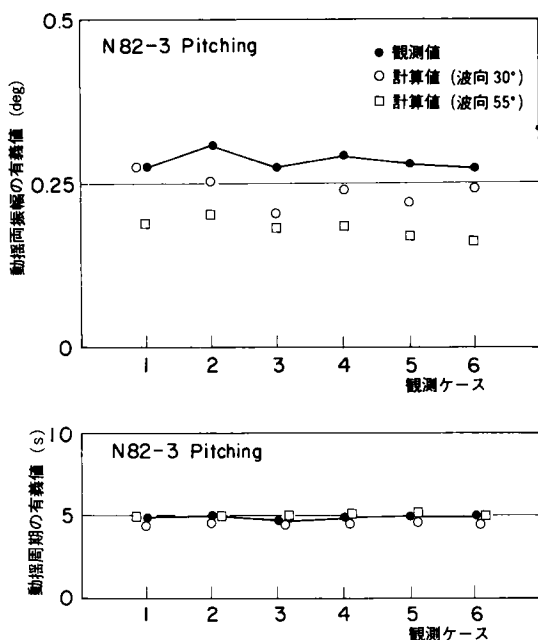 0.5
N82-3 Pitching
観測値
計算値 (波向 30°)
計算値 (波向 55°)
動揺両振幅の有義値 (deg)
0.25
0
1 2 3 4 5 6
観測ケース
10
N82-3 Pitching
動揺周期の有義値 (s)
5
0
1 2 3 4 5 6
観測ケース